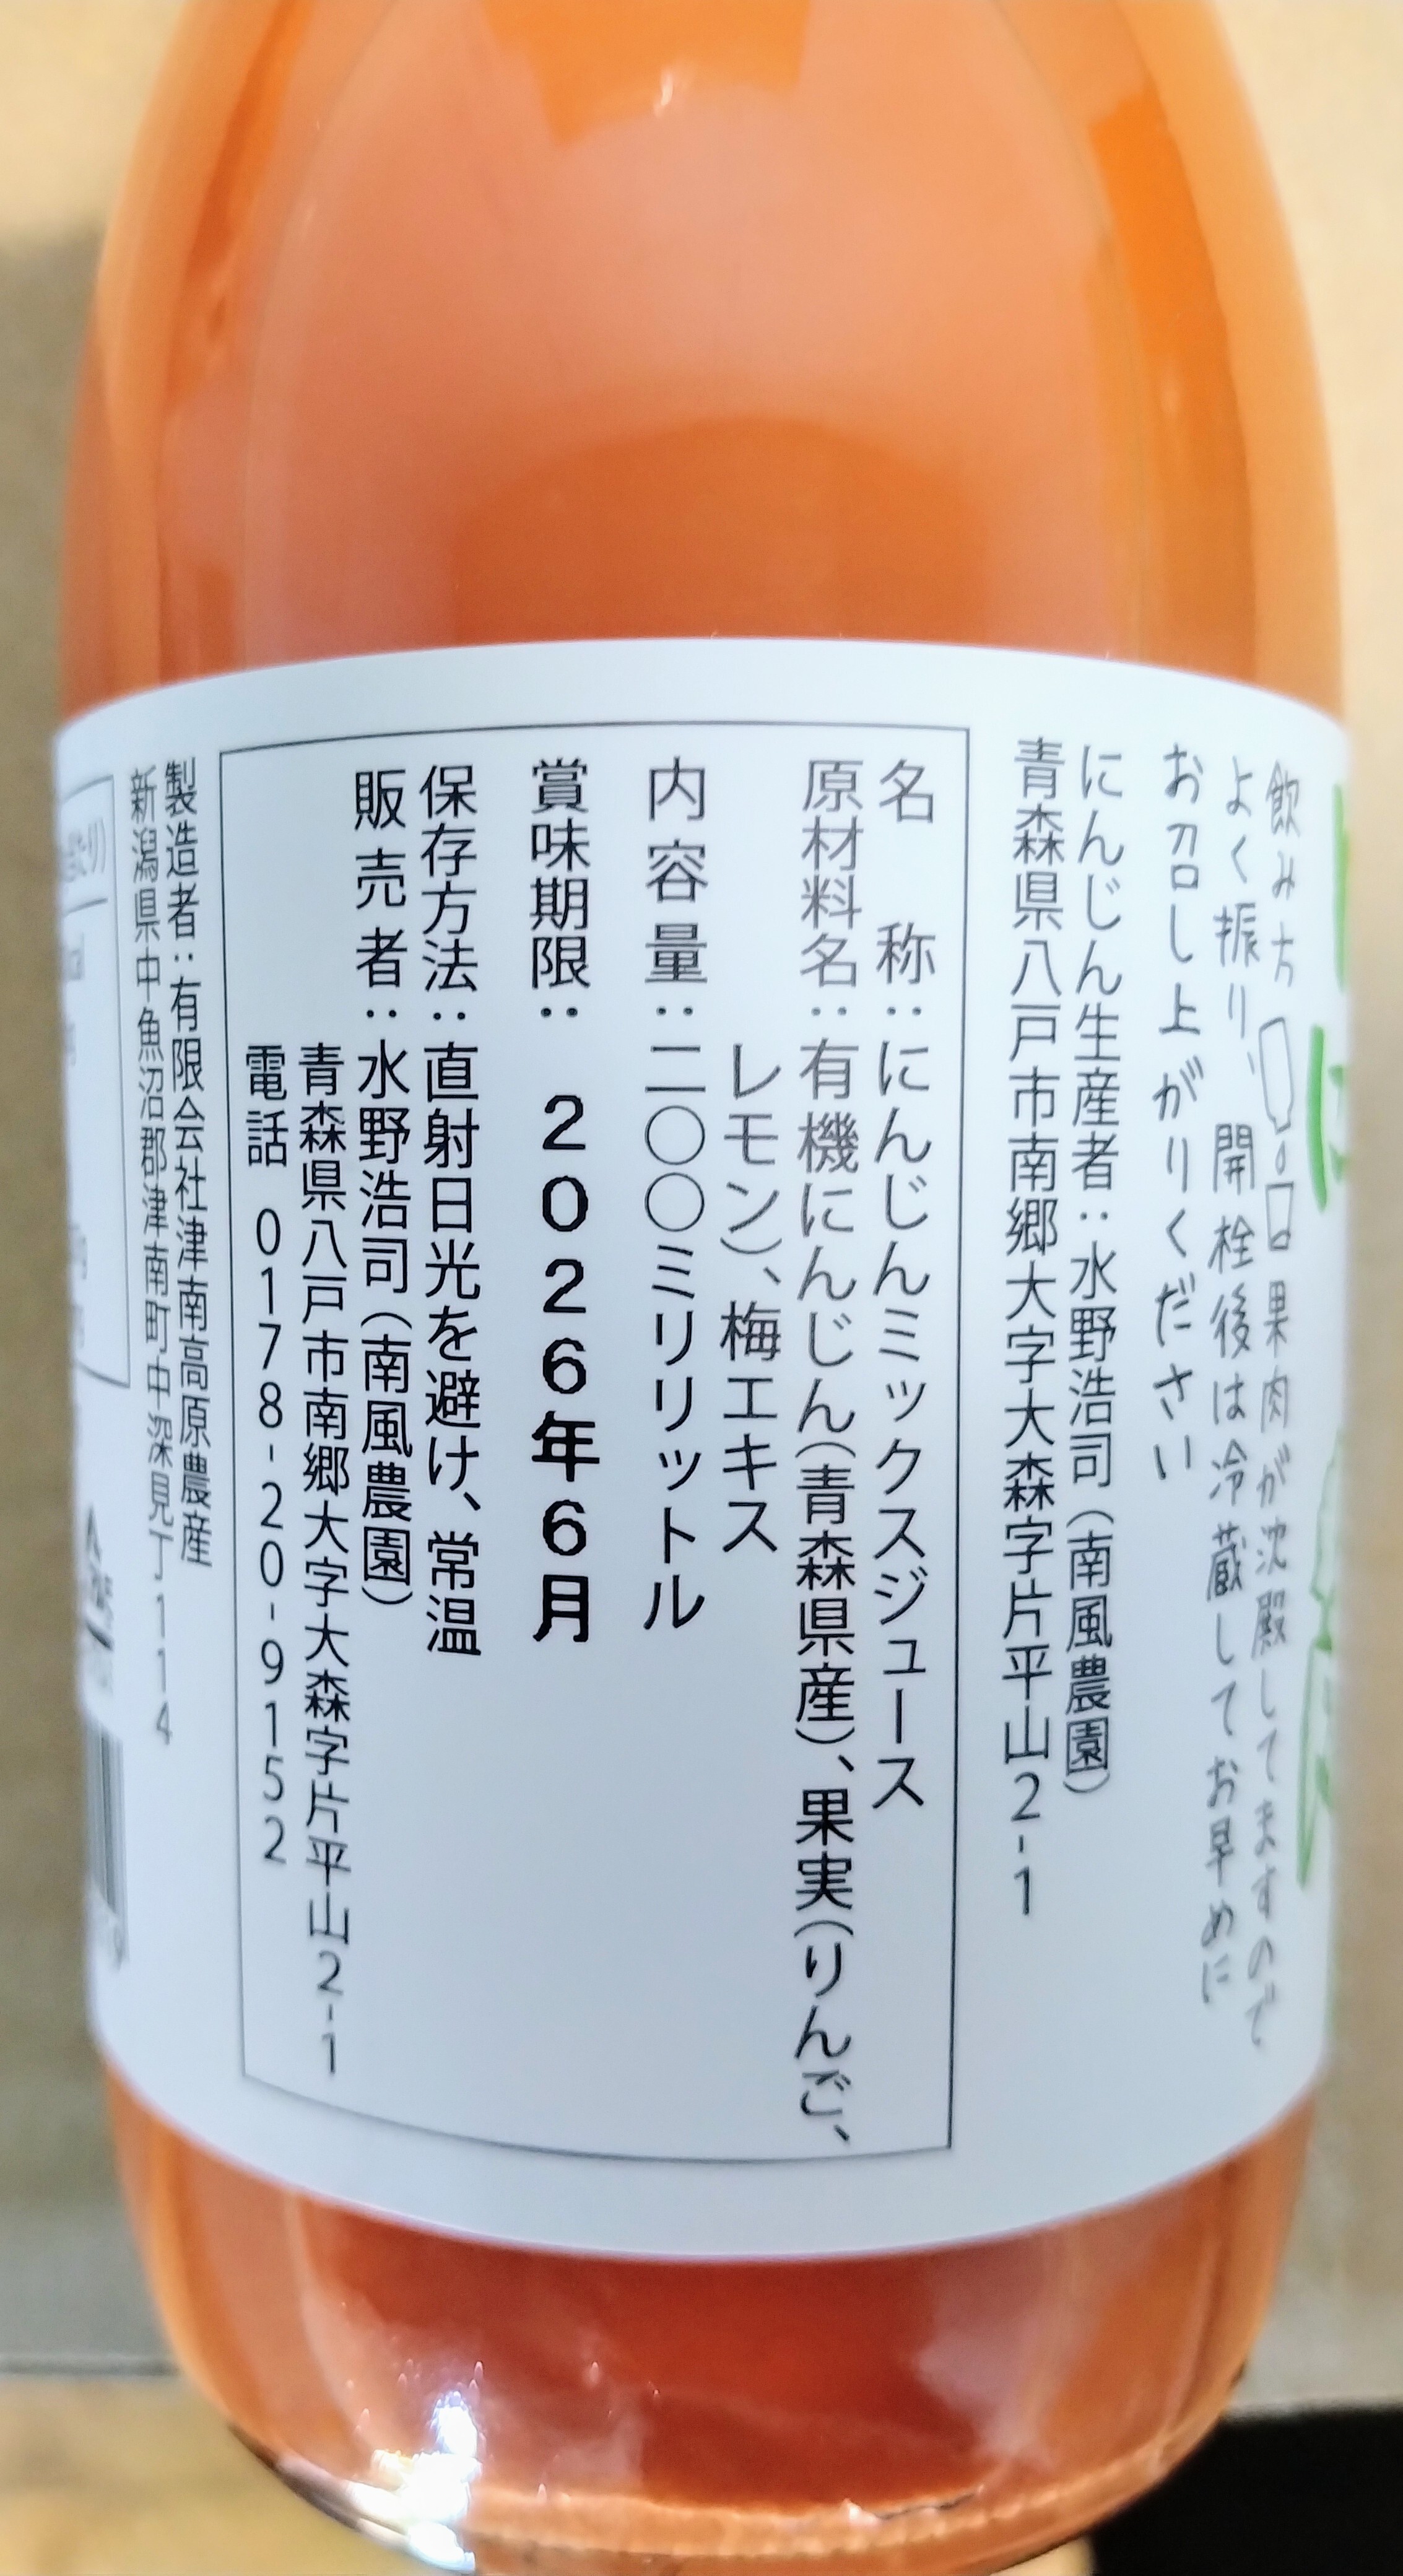 飲み方 果肉が沈殿してますので
よく振り、開栓後は冷蔵してお早めに
お召し上がりください
にんじん生産者：水野浩司（南風農園）
青森県八戸市南郷大字大森字片平山2-1
名称：にんじんミックスジュース
原材料名：有機にんじん（青森県産）、果実（りんご、
レモン）、梅エキス
内容量：二〇〇ミリリットル
賞味期限：2026年6月
保存方法：直射日光を避け、常温
販売者：水野浩司（南風農園）
青森県八戸市南郷大字大森字片平山2-1
電話 0178-20-9152
製造者：有限会社津南高原農産
新潟県中魚沼郡津南町中深見丁114